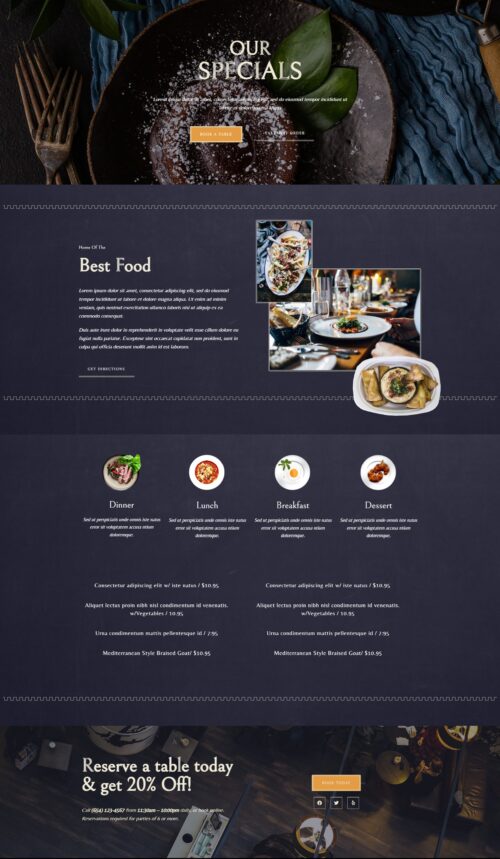 OUR
SPECIALS
Lorem ipsum dolor sit amet, consectetur adipiscing elit, sed do eiusmod tempor incididunt ut
BOOK A TABLE
ORDER
Home Of The
Best Food
Lorem ipsum dolor sit amet, consectetur adipiscing elit, sed do eiusmod
tempor incididunt ut labore et dolore magna aliqua. Ut enim ad minim
veniam, quis nostrud exercitation ullamco laboris nisi ut aliquip ex ea
commodo consequat.
Duis aute irure dolor in reprehenderit in voluptate velit esse cillum dolore eu
fugiat nulla pariatur. Excepteur sint occaecat cupidatat non proident, sunt in
culpa qui officia deserunt mollit anim id est laborum.
GET DIRECTIONS
Dinner
Lunch
Breakfast
Dessert
Sed ut perspiciatis unde omnis iste natus
error sit voluptatem accusa ntium
doloremque.
Sed ut perspiciatis unde omnis iste natus
error sit voluptatem accusa ntium
doloremque.
Sed ut perspiciatis unde omnis iste natus
error sit voluptatem accusa ntium
doloremque.
Sed ut perspiciatis unde omnis iste natus
error sit voluptatem accusa ntium
doloremque.
Consectetur adipiscing elit w/ iste natus / $10.95
Aliquet lectus proin nibh nisl condimentum id venenatis.
w/Vegetables / 10.95
Urna condimentum mattis pellentesque id / 7.95
Mediterranean Style Braised Goat/ $10.95
Consectetur adipiscing elit w/ iste natus / $10.95
Aliquet lectus proin nibh nisl condimentum id venenatis.
w/Vegetables / 10.95
Urna condimentum mattis pellentesque id / 7.95
Mediterranean Style Braised Goat/ $10.95
Reserve a table today
& get 20% Off!
Call (654) 123-4567 from 11:30am – 10:00pm daily, or book online.
Reservations required for parties of 6 or more.
BOOK TODAY